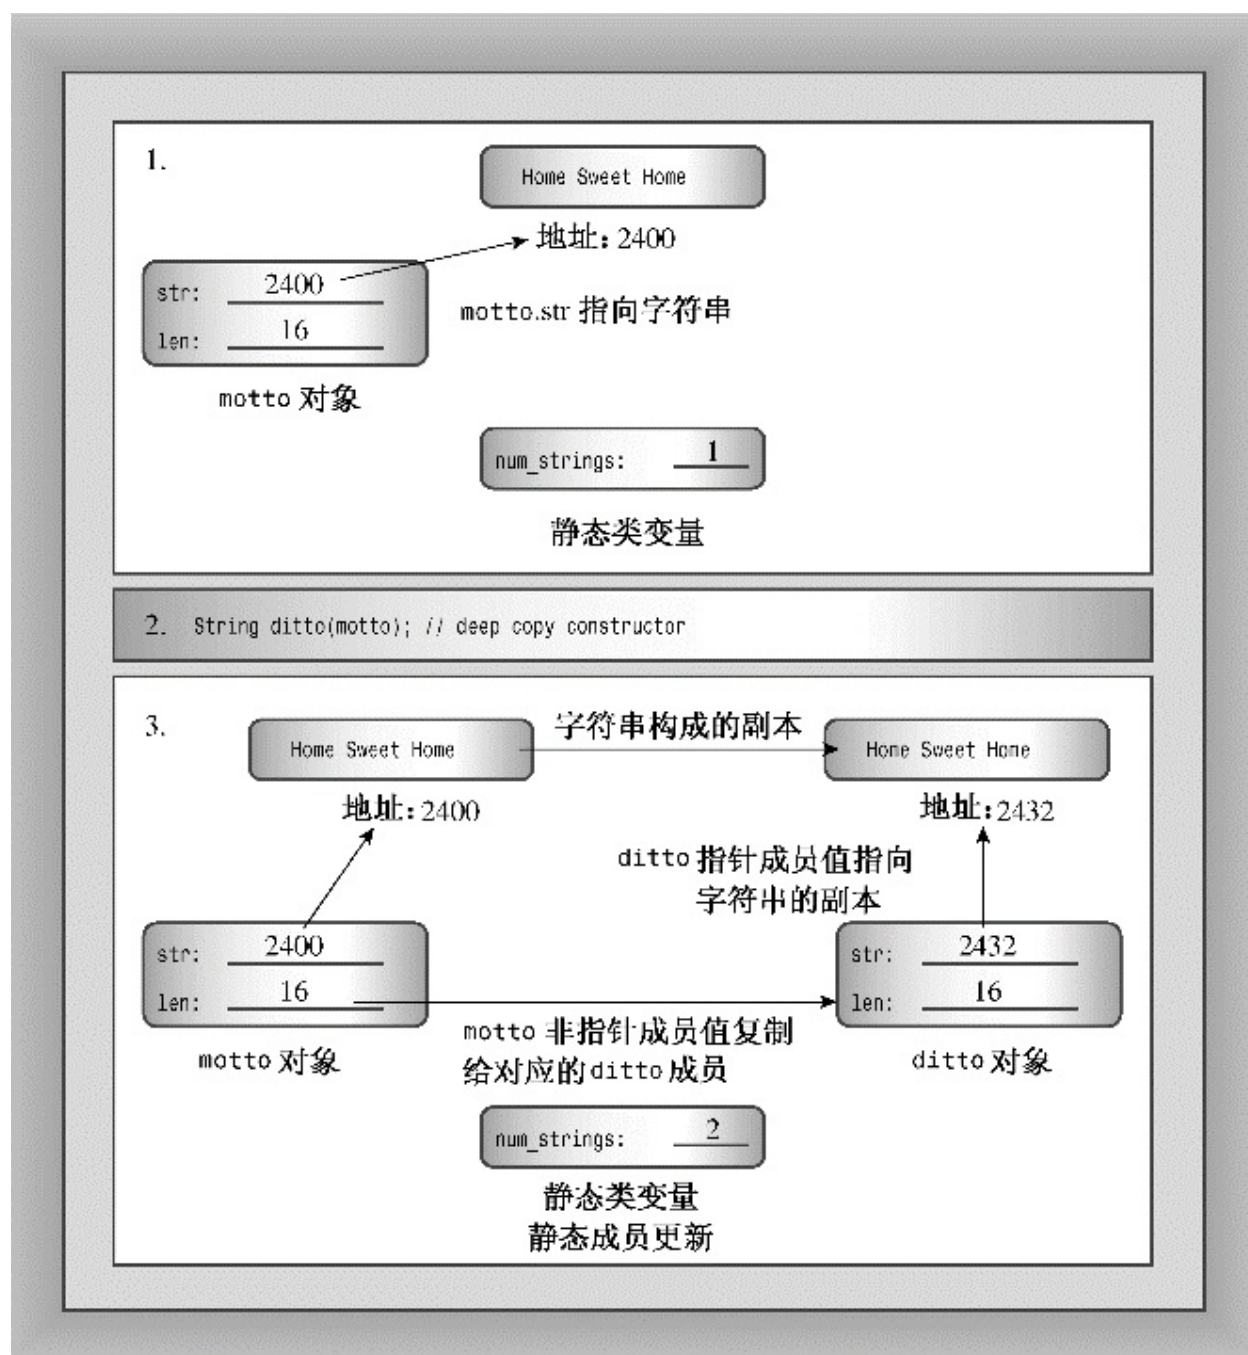 1.
Home Sweet Home
地址：2400
str: 2400
len: 16
motto.str 指向字符串
motto 对象
num_strings: 1
静态类变量
2. String ditto(motto); // deep copy constructor
3.
Home Sweet Home
字符串构成的副本
Home Sweet Home
地址：2400
地址：2432
ditto 指针成员值指向
字符串的副本
str: 2400
len: 16
str: 2432
len: 16
motto 非指针成员值复制
给对应的ditto 成员
motto 对象
ditto 对象
num_strings: 2
静态类变量
静态成员更新